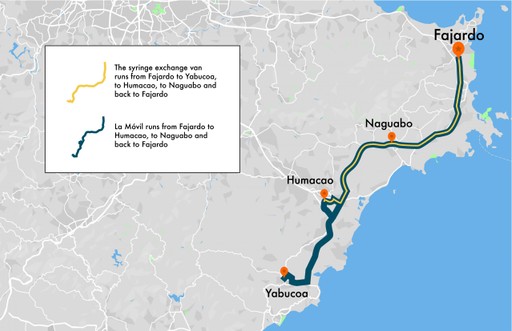 Fajardo
The syringe exchange van
runs from Fajardo to Yabucoa,
to Humacao, to Naguabo and
back to Fajardo
La Móvil runs from Fajardo to
Humacao, to Naguabo and
back to Fajardo
Naguabo
Humacao
Yabucoa